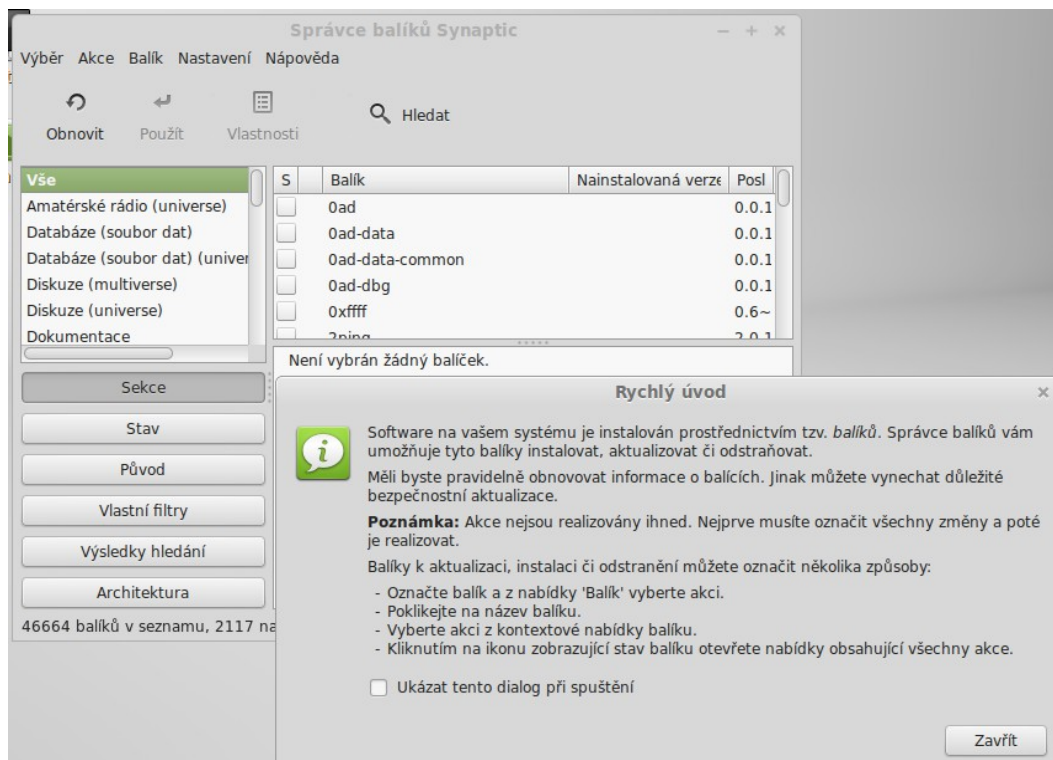 Správce balíků Synaptic
Výběr Akce Balík Nastavení Nápověda
Obnovit Použít Vlastnosti Hledat
Vše
Amatérské rádio (universe)
Databáze (soubor dat)
Databáze (soubor dat) (univer
Diskuze (multiverse)
Diskuze (universe)
Dokumentace
S Balík Nainstalovaná verze Posl
0ad 0.0.1
0ad-data 0.0.1
0ad-data-common 0.0.1
0ad-dbg 0.0.1
0xffff 0.6~
2ping 2.0.1
Není vybrán žádný balíček.
Sekce
Stav
Původ
Vlastní filtry
Výsledky hledání
Architektura
46664 balíků v seznamu, 2117 na
Rychlý úvod
Software na vašem systému je instalován prostřednictvím tzv. balíků. Správce balíků vám
umožňuje tyto balíky instalovat, aktualizovat či odstraňovat.
Měli byste pravidelně obnovovat informace o balících. Jinak můžete vynechat důležité
bezpečnostní aktualizace.
Poznámka: Akce nejsou realizovány ihned. Nejprve musíte označit všechny změny a poté
je realizovat.
Balíky k aktualizaci, instalaci či odstranění můžete označit několika způsoby:
- Označte balík a z nabídky 'Balík' vyberte akci.
- Poklikejte na název balíku.
- Vyberte akci z kontextové nabídky balíku.
- Kliknutím na ikonu zobrazující stav balíku otevřete nabídky obsahující všechny akce.
Ukázat tento dialog při spuštění
Zavřít